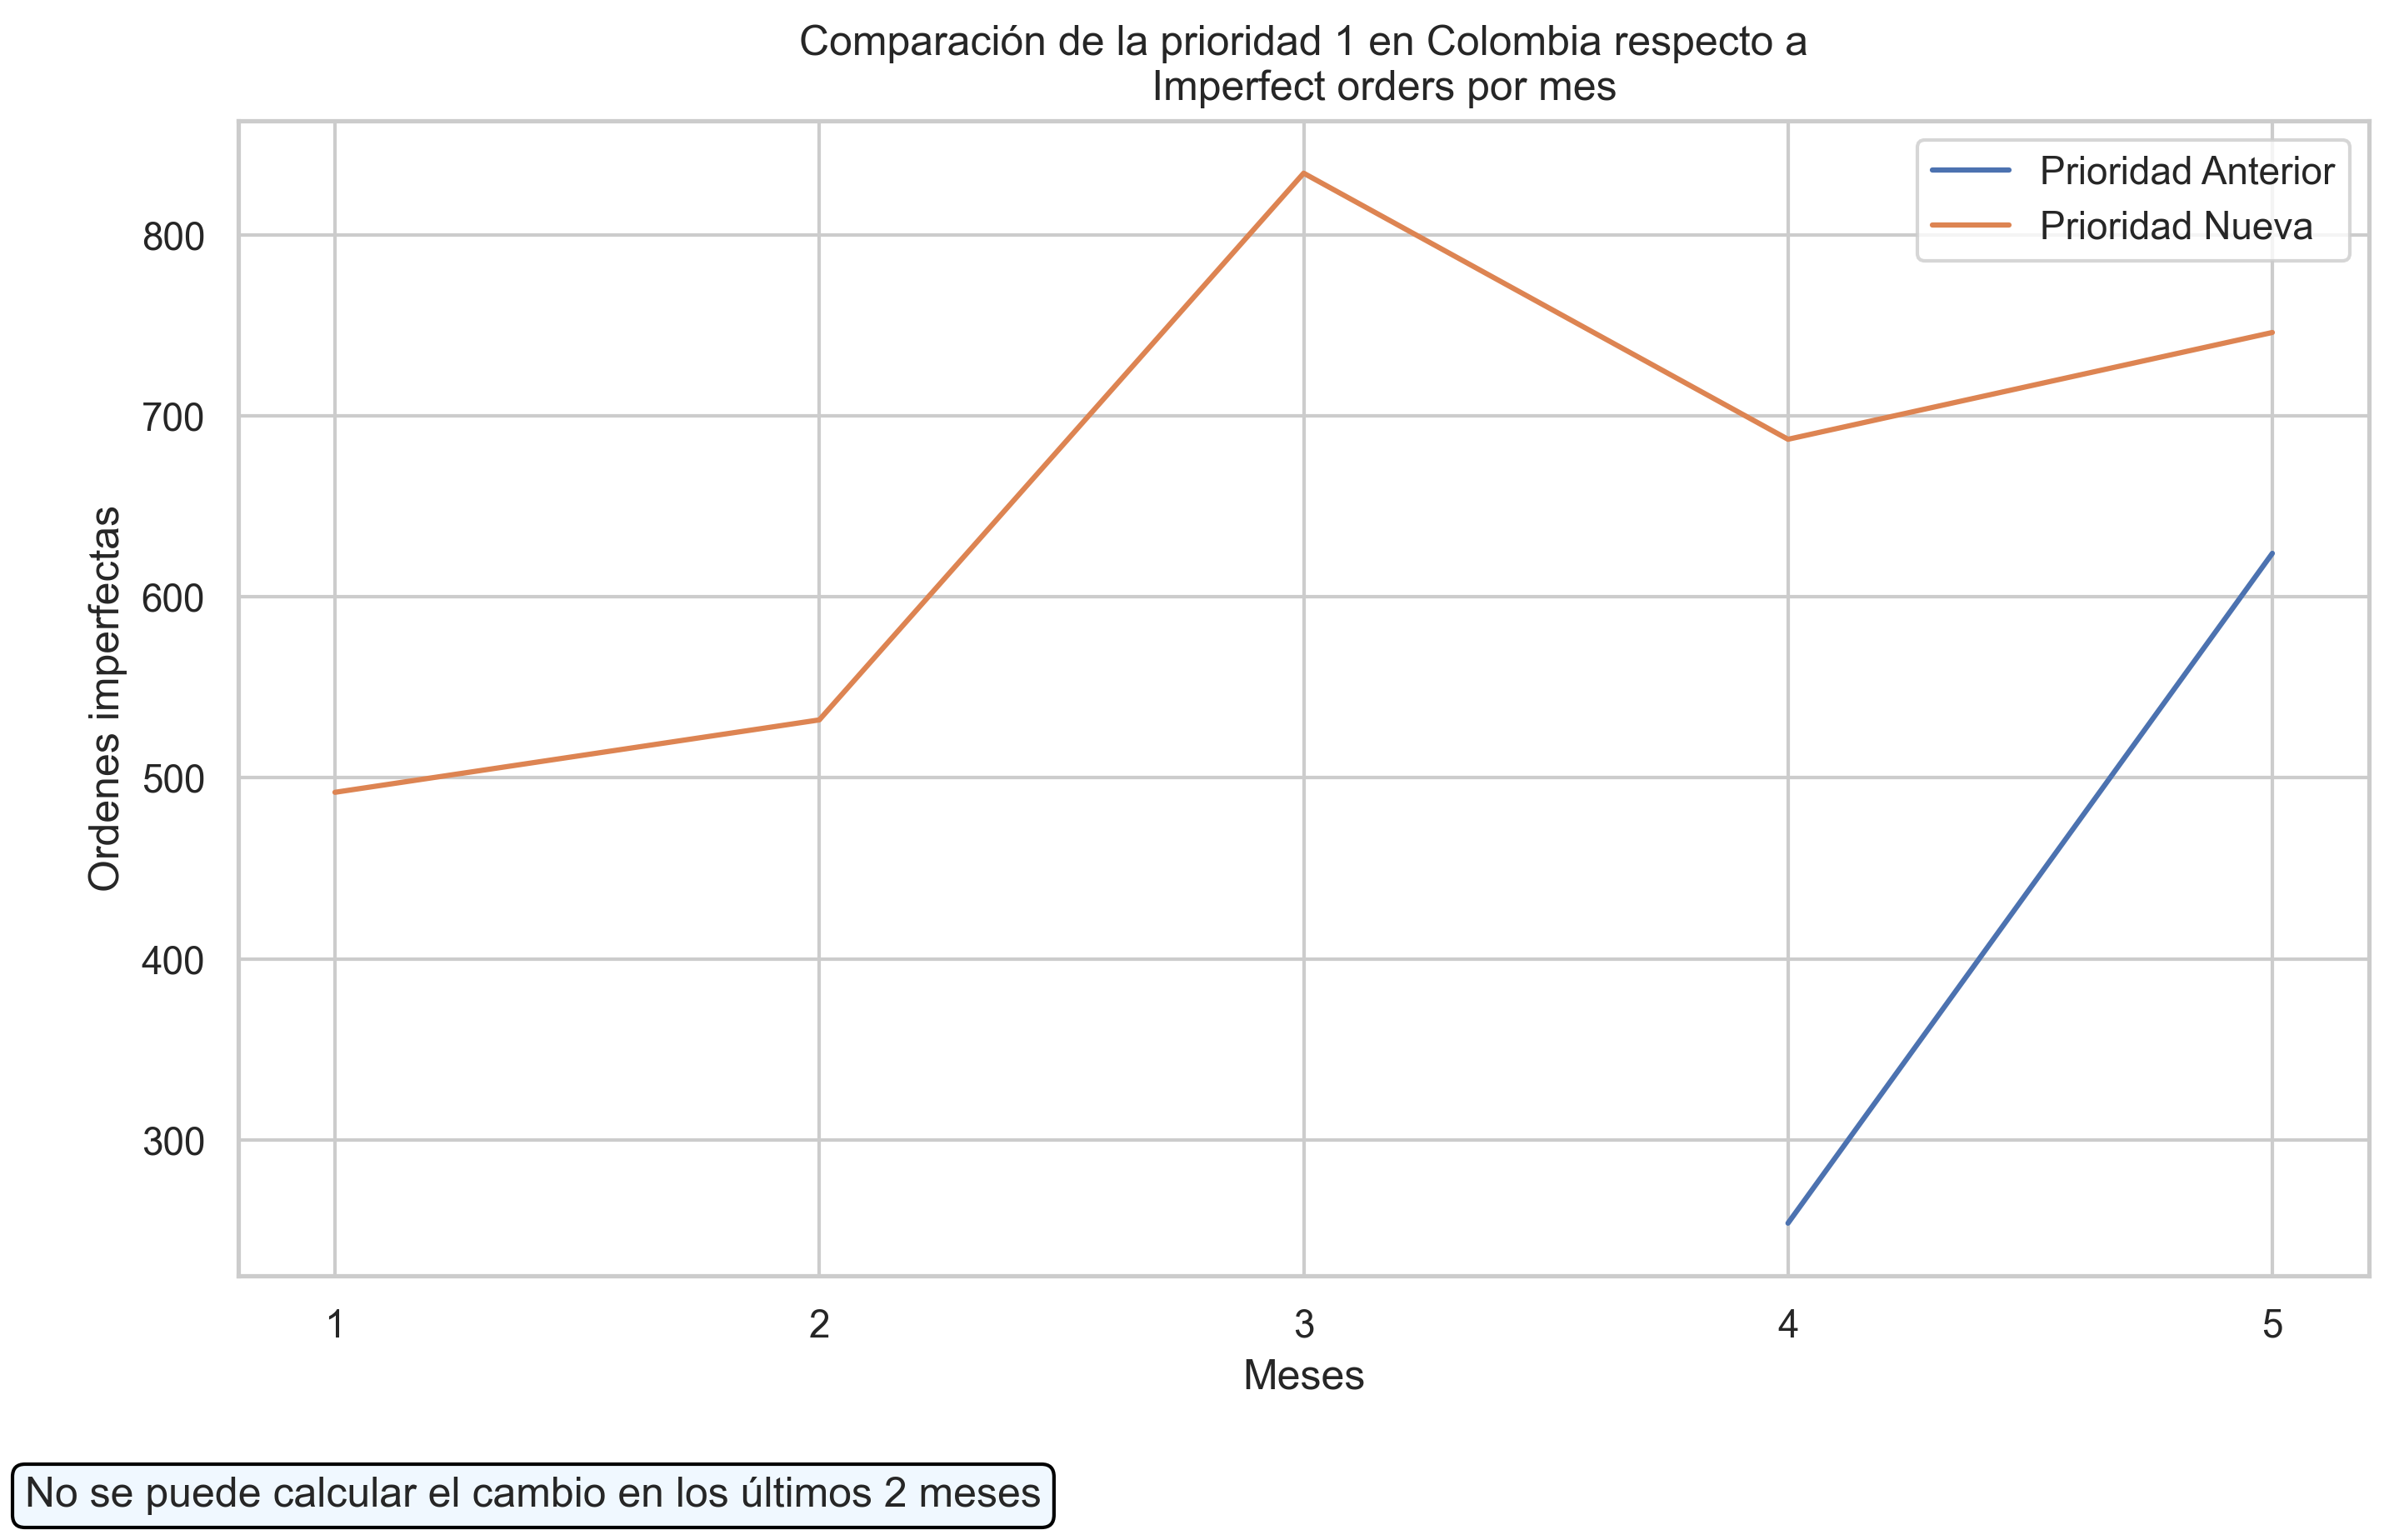 Comparación de la prioridad 1 en Colombia respecto a
Imperfect orders por mes
Prioridad Anterior
Prioridad Nueva
Ordenes imperfectas
800
700
600
500
400
300
1
2
3
4
5
Meses
No se puede calcular el cambio en los últimos 2 meses